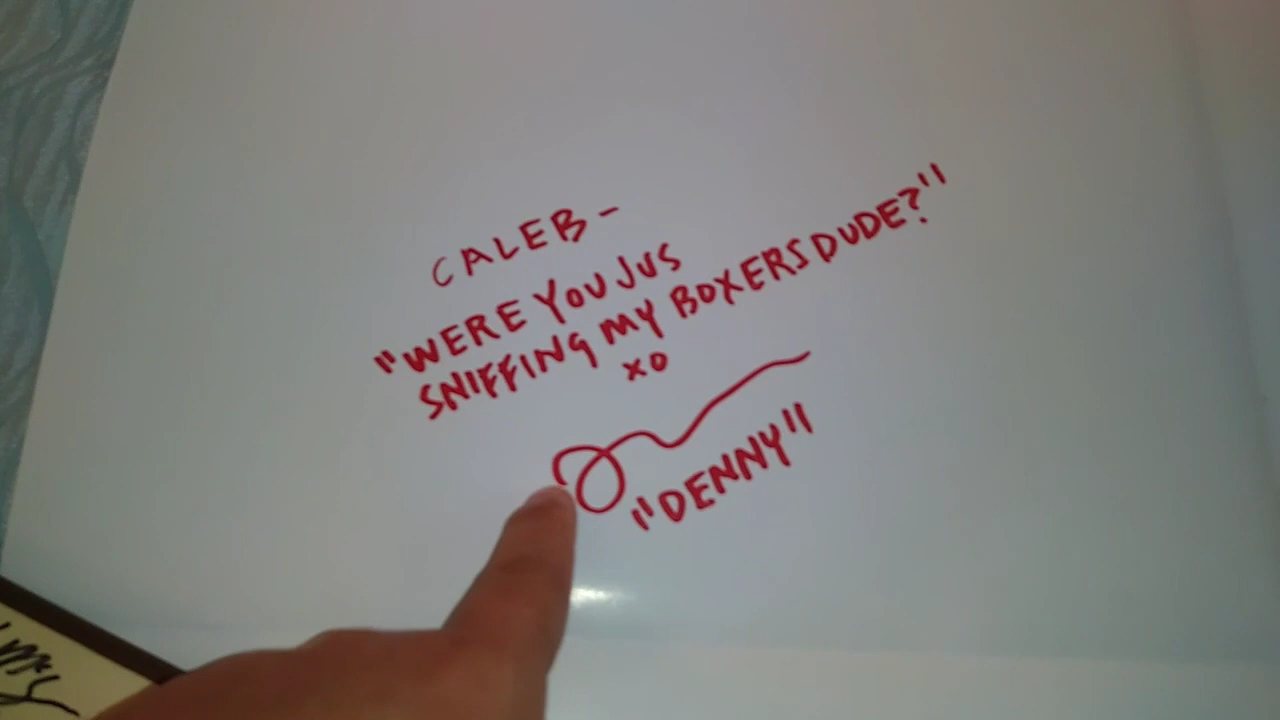 CALEB-
"WERE YOU JUS
SNIFFING MY BOXERS DUDE?"
XO
"DENNY"